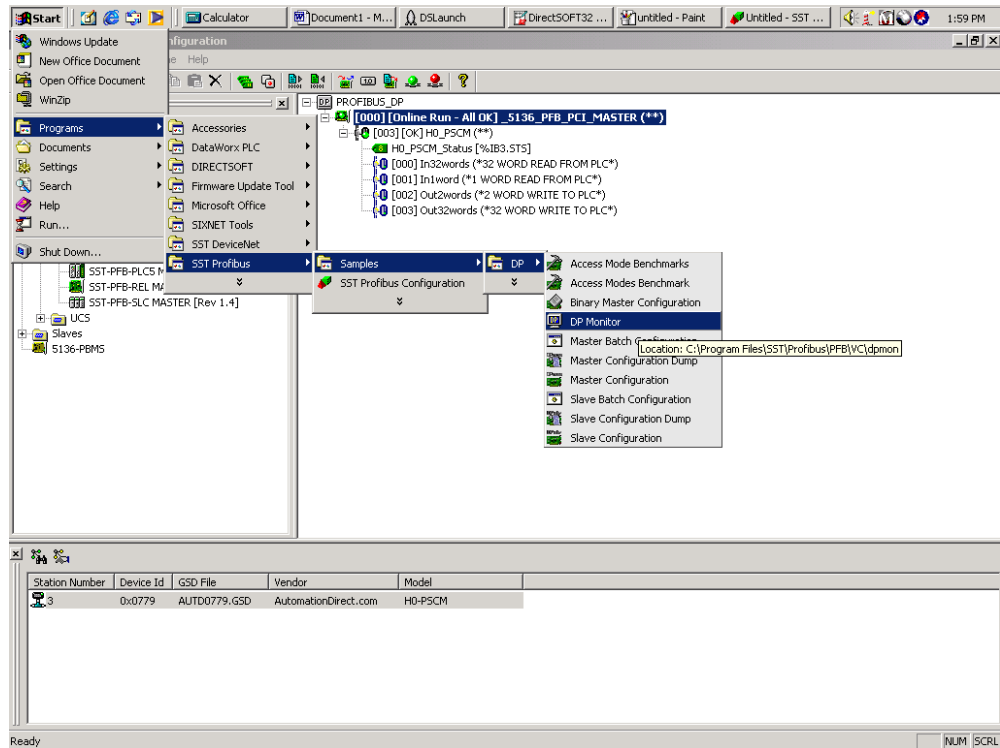 Start
Calculator
Document1 - M...
DSLaunch
DirectSOFT32 ...
untitled - Paint
Untitled - SST ...
1:59 PM
nfiguration
e Help
Windows Update
New Office Document
Open Office Document
WinZip
Programs
Documents
Settings
Search
Help
Run...
Shut Down...
Accessories
DataWorx PLC
DIRECTSOFT
Firmware Update Tool
Microsoft Office
SIXNET Tools
SST DeviceNet
SST Profibus
Samples
SST Profibus Configuration
DP
Access Mode Benchmarks
Access Modes Benchmark
Binary Master Configuration
DP Monitor
Master Batch Configuration
Location: C:\Program Files\SST\Profibus\PFB\VC\dpmon
Master Configuration Dump
Master Configuration
Slave Batch Configuration
Slave Configuration Dump
Slave Configuration
PROFIBUS_DP
[000] [Online Run - All OK] _5136_PFB_PCI_MASTER (**)
[003] [OK] H0_PSCM (**)
H0_PSCM_Status [%IB3.STS]
[000] In32words (*32 WORD READ FROM PLC*)
[001] In1word (*1 WORD READ FROM PLC*)
[002] Out2words (*2 WORD WRITE TO PLC*)
[003] Out32words (*32 WORD WRITE TO PLC*)
SST-PFB-PLC5 M
SST-PFB-REL MA
SST-PFB-SLC MASTER [Rev 1.4]
UCS
Slaves
5136-PBMS
Station Number Device Id GSD File Vendor Model
3 0x0779 AUTD0779.GSD AutomationDirect.com H0-PSCM
Ready
NUM SCRL